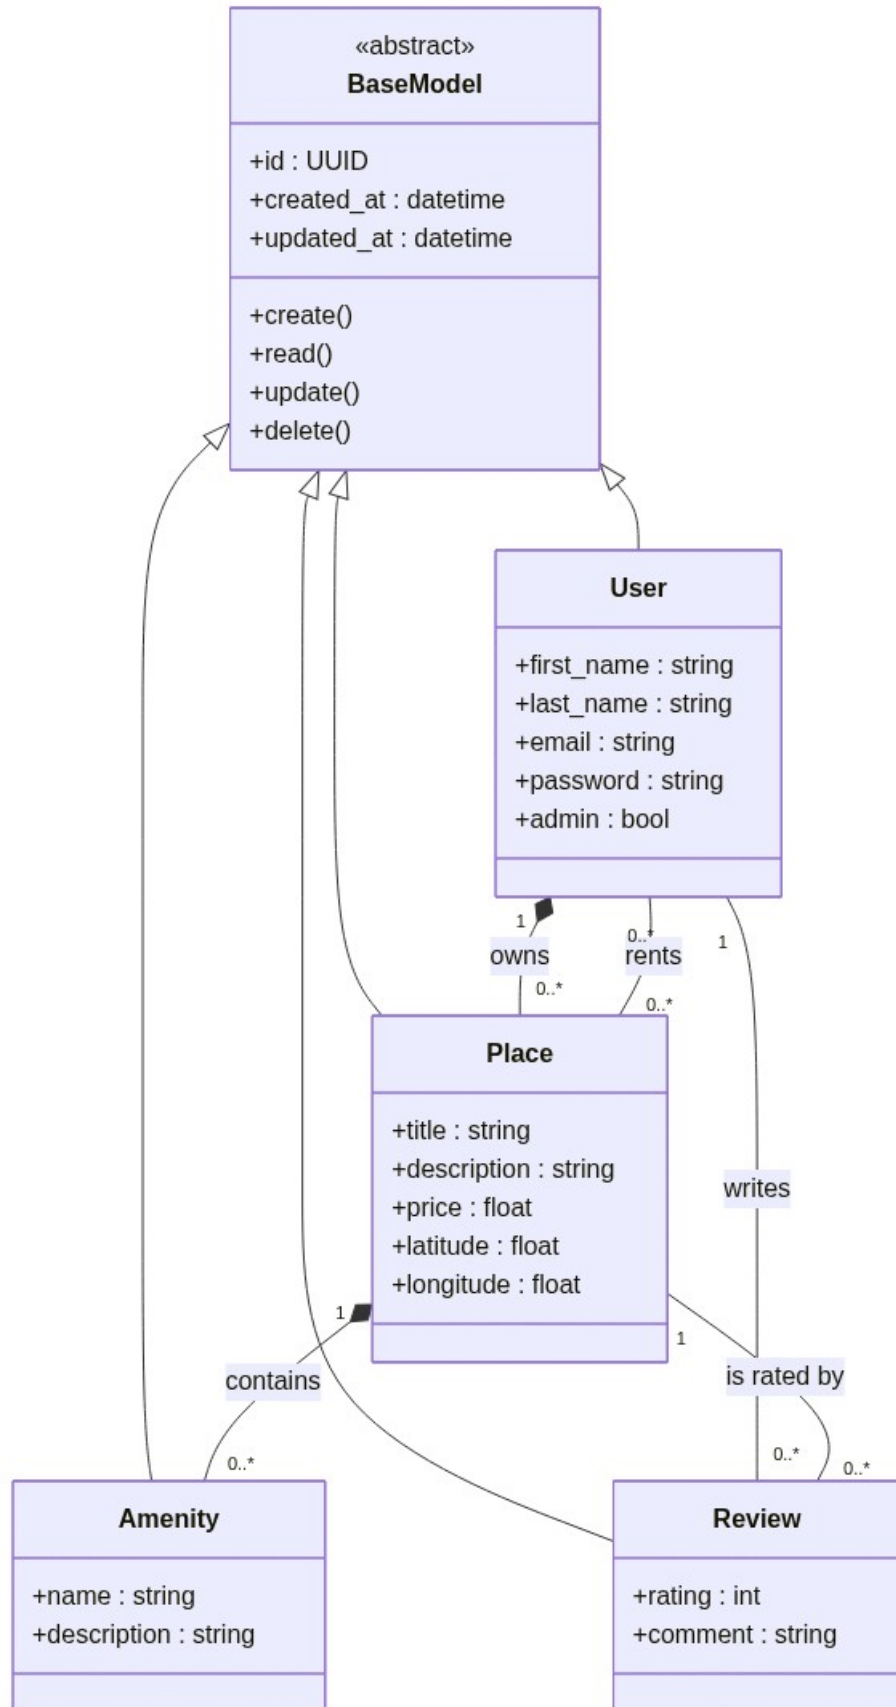 «abstract»
BaseModel
+id : UUID
+created_at : datetime
+updated_at : datetime
+create()
+read()
+update()
+delete()
User
+first_name : string
+last_name : string
+email : string
+password : string
+admin : bool
1
0..*
1
owns
rents
0..*
0..*
Place
+title : string
+description : string
+price : float
+latitude : float
+longitude : float
writes
1
1
contains
is rated by
0..*
0..*
0..*
Amenity
+name : string
+description : string
Review
+rating : int
+comment : string